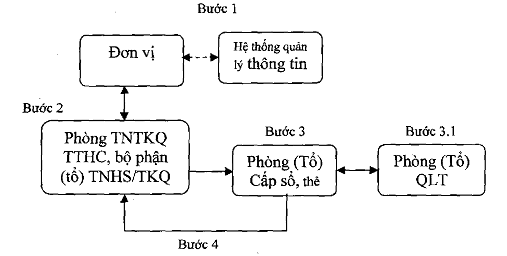 Bước 1
Đơn vị
Hệ thống quản
lý thông tin
Bước 2
Phòng TNTKQ
TTHC, bộ phận
(tổ) TNHS/TKQ
Bước 3
Phòng (Tổ)
Cấp sổ, thẻ
Bước 3.1
Phòng (Tổ)
QLT
Bước 4